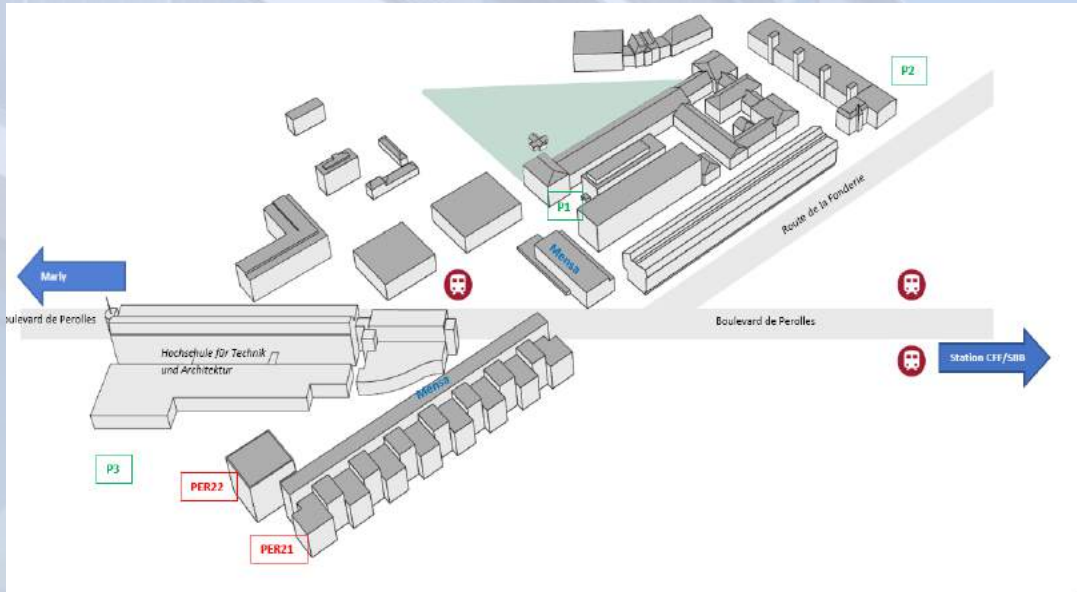 P2
P1
Route de la Fonderie
Mensa
Marly
oulevard de Perolles
Boulevard de Perolles
Hochschule für Technik
und Architektur
Station CFF/SBB
Mensa
P3
PER22
PER21